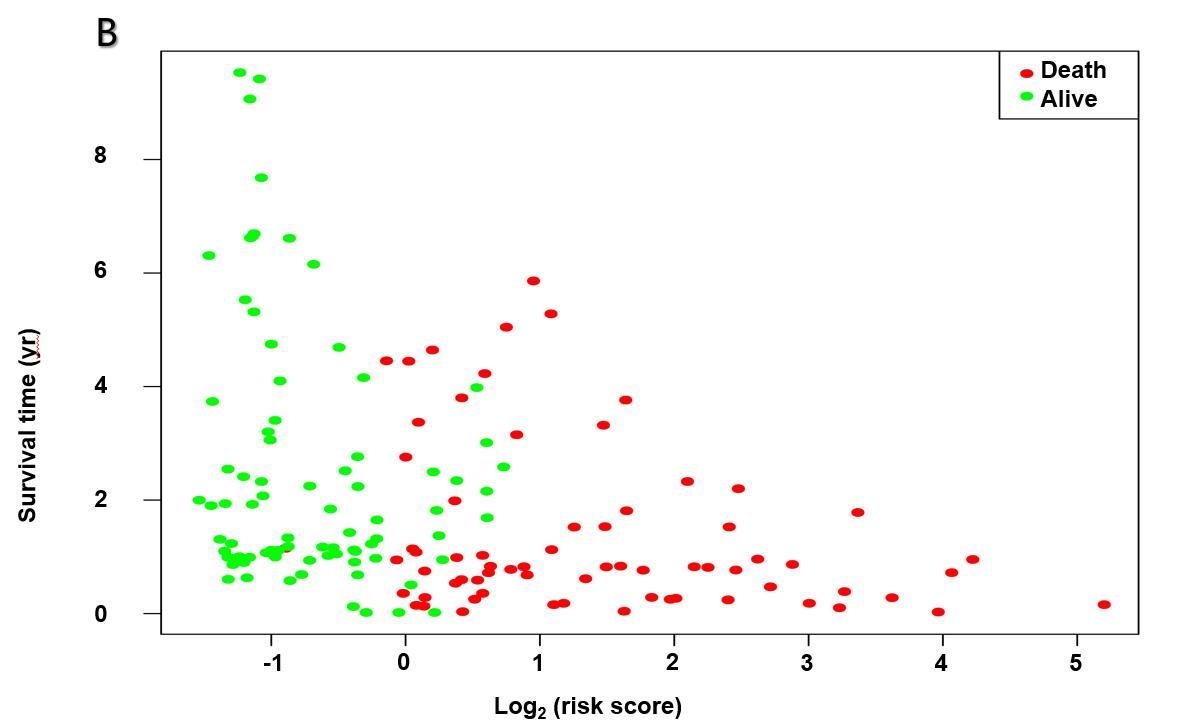 B
Death
Alive
8
6
4
2
0
Survival time (yr)
-1 0 1 2 3 4 5
Log₂ (risk score)